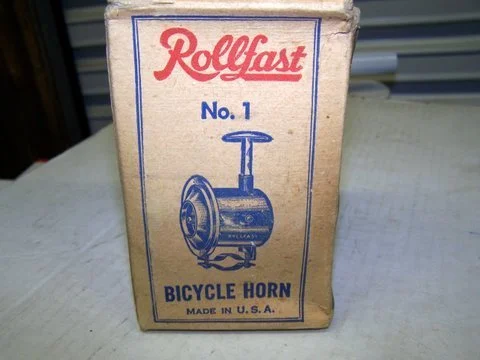 Rollfast
No. 1
ROLLFAST
BICYCLE HORN
MADE IN U.S.A.